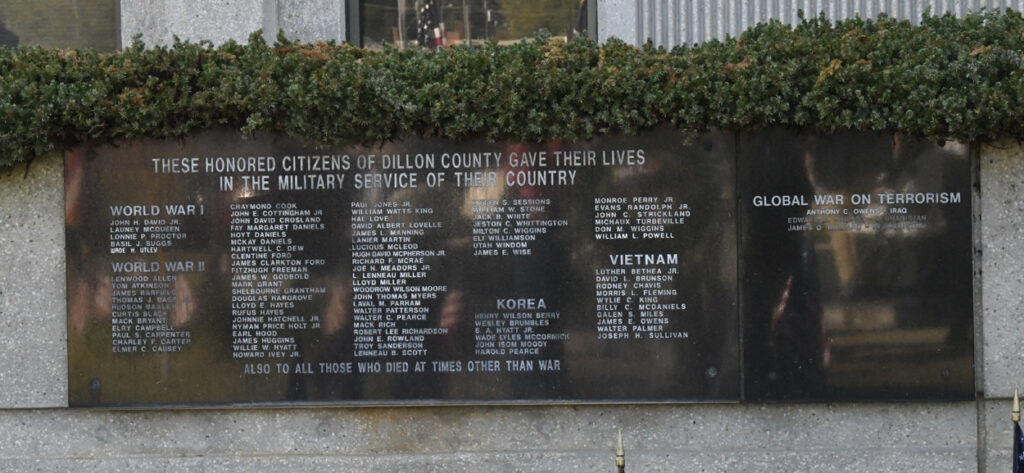 THESE HONORED CITIZENS OF DILLON COUNTY GAVE THEIR LIVES
IN THE MILITARY SERVICE OF THEIR COUNTRY
WORLD WAR I
JOHN H. DAVID JR.
LAUNEY MCQUEEN
LONNIE P. PROCTOR
BASIL J. SUGGS
WADE H. UTLEY
WORLD WAR II
LENWOOD ALLEN
TOM ATKINSON
JAMES BARFIELD
THOMAS J.
HUDSON
CURTIS BLACK
MACK BRYANT
ELRY CAMPBELL
PAUL S. CARPENTER
CHARLEY F. CARTER
ELMER C. CAUSEY
CRAYMOND COOK
JOHN E. COTTINGHAM JR.
JOHN DAVID CROSLAND
FAY MARGARET DANIELS
HOYT DANIELS
MCKAY DANIELS
HARTWELL C. DEW
CLENTINE FORD
JAMES CLARKTON FORD
FITZHUGH FREEMAN
JAMES W. GODBOLD
MARK GRANT
SHELBOURNE GRANTHAM
DOUGLAS HARGROVE
LLOYD E. HAYES
RUFUS HAYES
JOHNNIE HATCHELL JR.
NYMAN PRICE HOLT JR.
EARL HOOD
JAMES HUGGINS
WILLIE W. HYATT
HOWARD IVEY JR.
PAUL JONES JR.
WILLIAM WATTS KING
HAL LOVE
DAVID ALBERT LOVELLE
JAMES L. MANNING
LANIER MARTIN
LUCIOUS MCLEOD
HUGH DAVID MCPHERSON JR.
RICHARD F. MCRAE
JOE H. MEADORS JR.
L. LENNEAU MILLER
LLOYD MILLER
WOODROW WILSON MOORE
JOHN THOMAS MYERS
LAVAL M. PARHAM
WALTER PATTERSON
WALTER C. PEARCE
MACK RICH
ROBERT LEE RICHARDSON
JOHN E. ROWLAND
TROY SANDERSON
LENNEAU B. SCOTT
S. SESSIONS
WILLIAM W. STONE
JACK B. WHITE
JESTON C. WHITTINGTON
MILTON C. WIGGINS
ELY WILLIAMSON
UTAH WINDOM
JAMES E. WISE
KOREA
HENRY WILSON BERRY
WESLEY BRUMBLES
S. A. HYATT JR.
WADE LYLES MCCORMICK
JOHN ISOM MOODY
HAROLD PEARCE
MONROE PERRY JR.
EVANS RANDOLPH JR.
JOHN C. STRICKLAND
MICHAUX TURBEVILLE
DON M. WIGGINS
WILLIAM L. POWELL
VIETNAM
LUTHER BETHEA JR.
DAVID L. BRUNSON
RODNEY CHAVIS
MORRIS L. FLEMING
WYLIE C. KING
BILLY C. MCDANIELS
GALEN S. MILES
JAMES E. OWENS
WALTER PALMER
JOSEPH H. SULLIVAN
ALSO TO ALL THOSE WHO DIED AT TIMES OTHER THAN WAR
GLOBAL WAR ON TERRORISM
ANTHONY C. OWENS, IRAQ